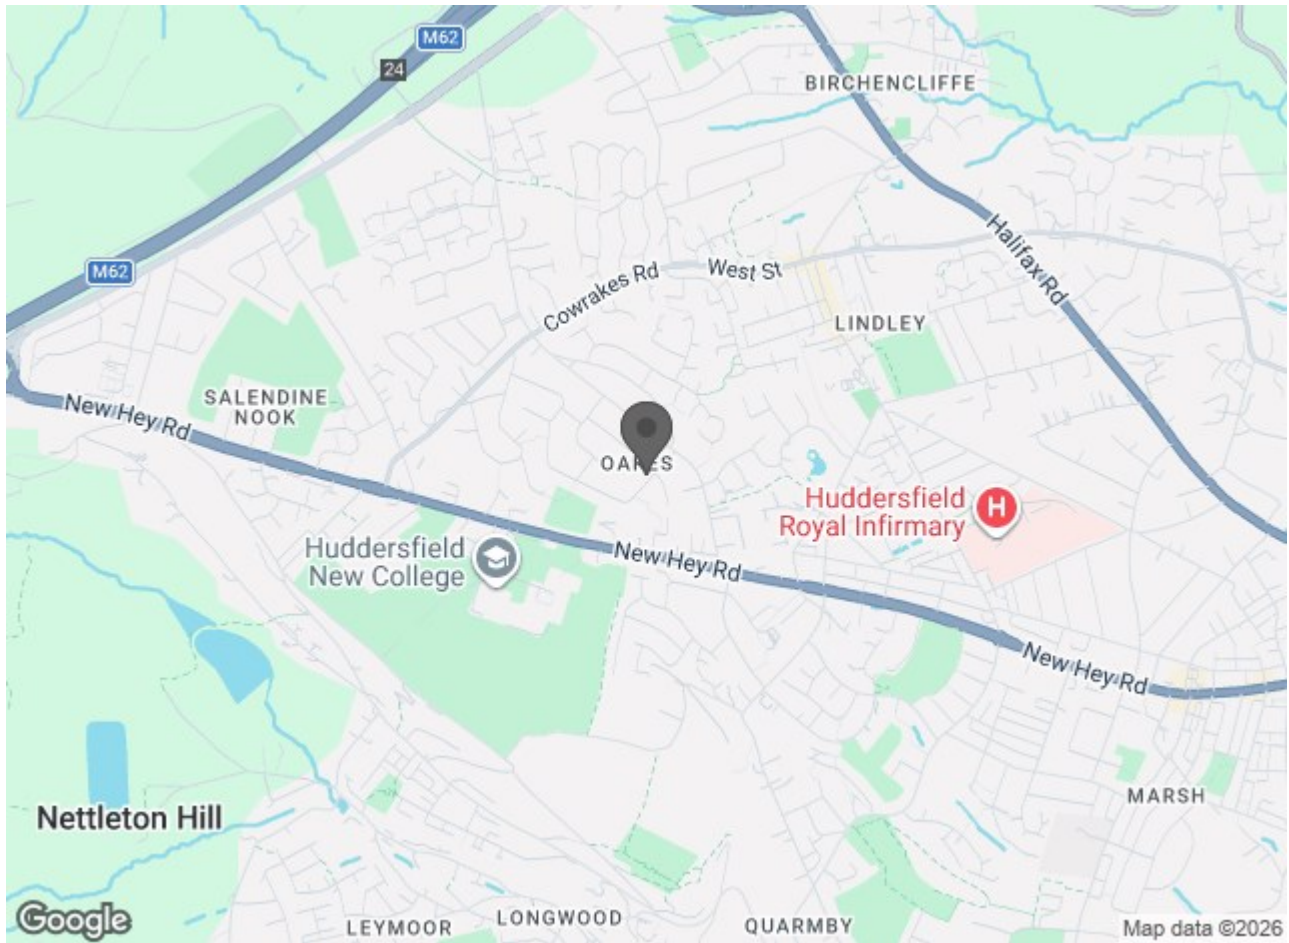 M62
24
BIRCHENCLIFFE
Halifax Rd
M62
Cowrakes Rd
West St
LINDLEY
SALENDINE
NOOK
New Hey Rd
Huddersfield
Royal Infirmary
H
Huddersfield
New College
New Hey Rd
New Hey Rd
MARSH
Nettleton Hill
Google
LEYMOOR
LONGWOOD
QUARMBY
Map data ©2026